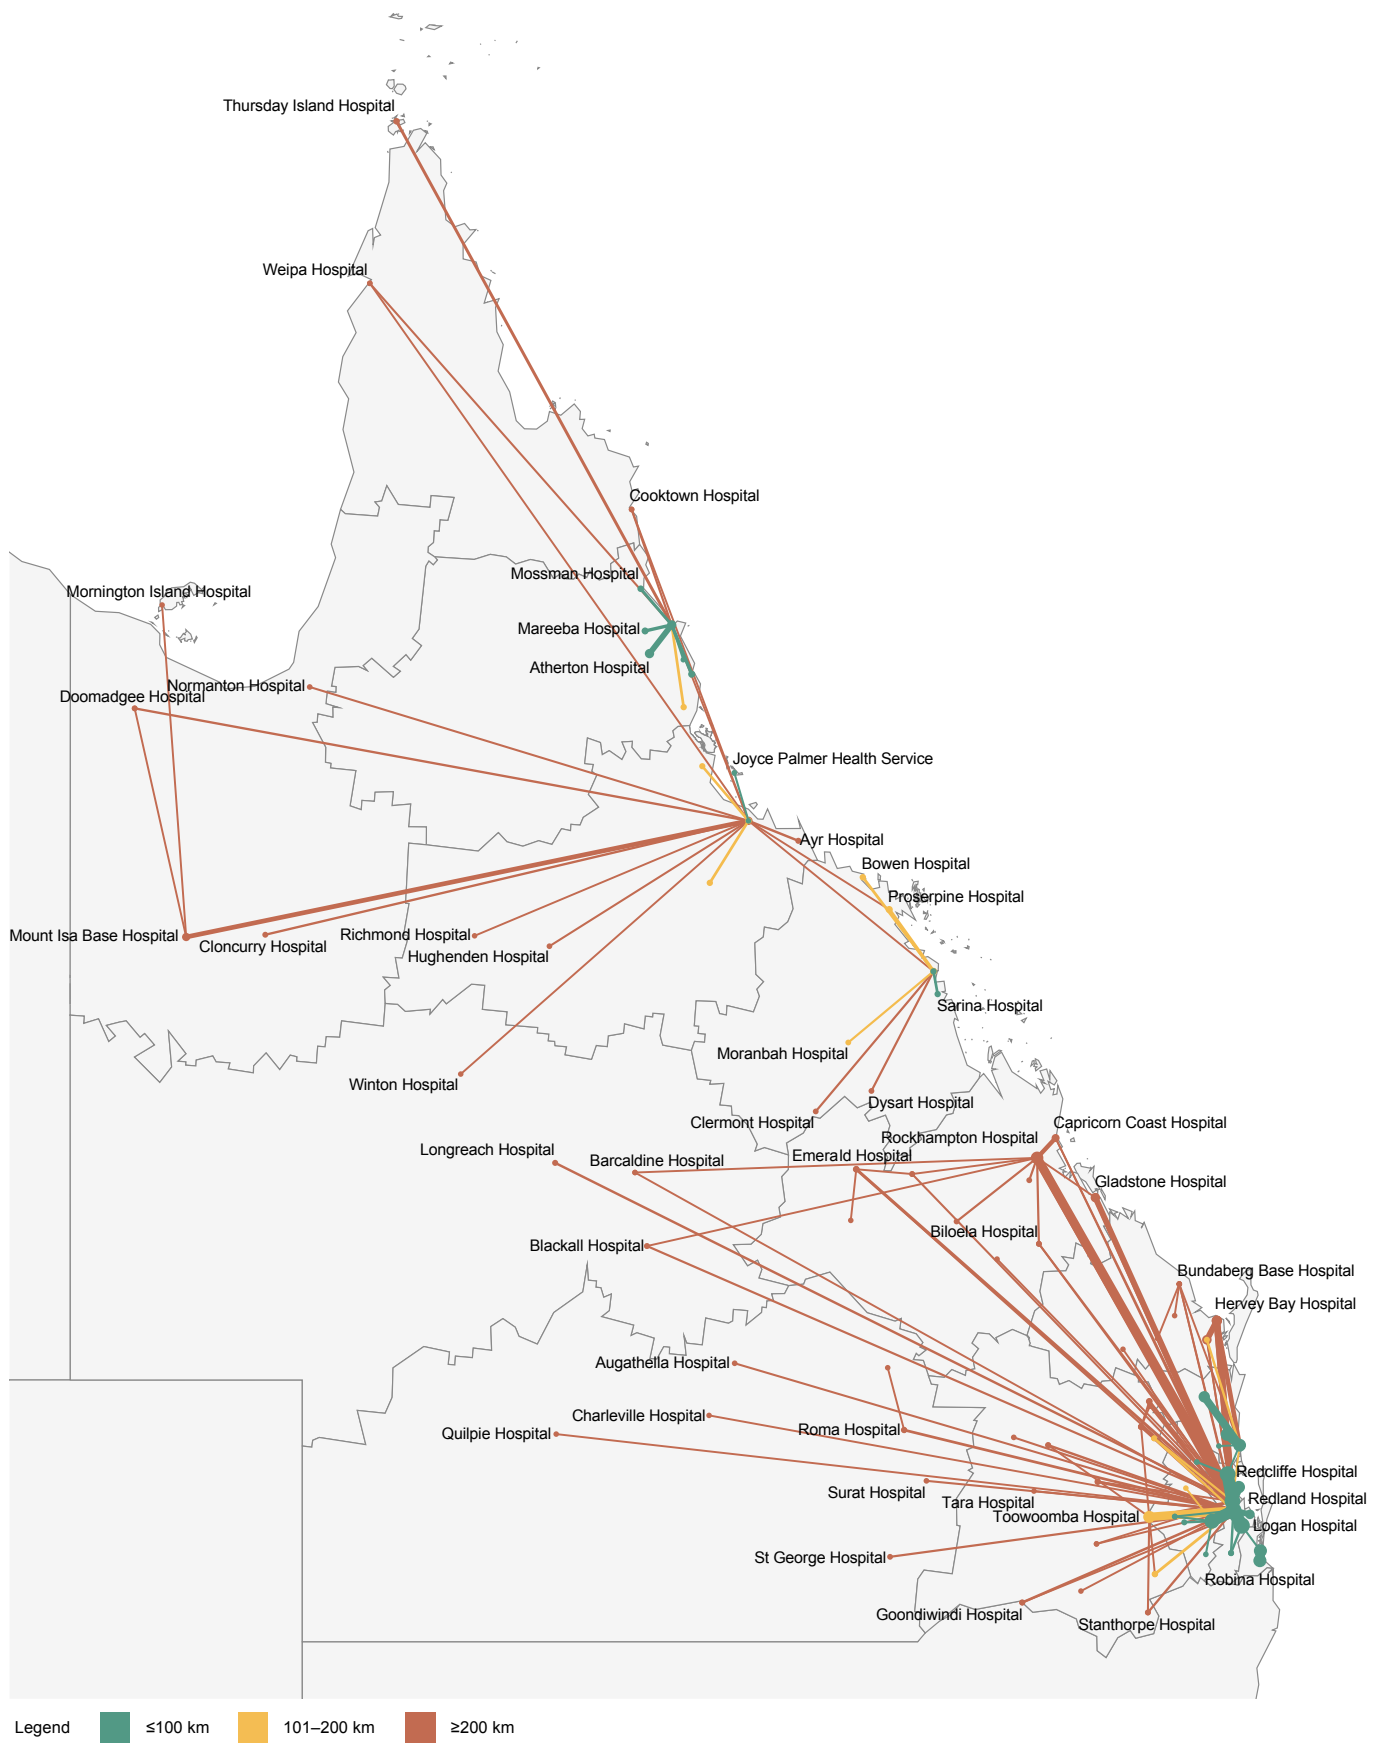 Thursday Island Hospital
Weipa Hospital
Cooktown Hospital
Mossman Hospital
Mornington Island Hospital
Mareeba Hospital
Atherton Hospital
Normanton Hospital
Doomadgee Hospital
Joyce Palmer Health Service
Ayr Hospital
Bowen Hospital
Proserpine Hospital
Mount Isa Base Hospital
Cloncurry Hospital
Richmond Hospital
Hughenden Hospital
Sarina Hospital
Moranbah Hospital
Winton Hospital
Dysart Hospital
Clermont Hospital
Capricorn Coast Hospital
Rockhampton Hospital
Longreach Hospital
Barcaldine Hospital
Emerald Hospital
Gladstone Hospital
Biloela Hospital
Blackall Hospital
Bundaberg Base Hospital
Hervey Bay Hospital
Augathella Hospital
Charleville Hospital
Quilpie Hospital
Roma Hospital
Redcliffe Hospital
Surat Hospital
Tara Hospital
Redland Hospital
Toowoomba Hospital
Logan Hospital
St George Hospital
Robina Hospital
Goondiwindi Hospital
Stanthorpe Hospital
Legend
≤100 km
101–200 km
≥200 km